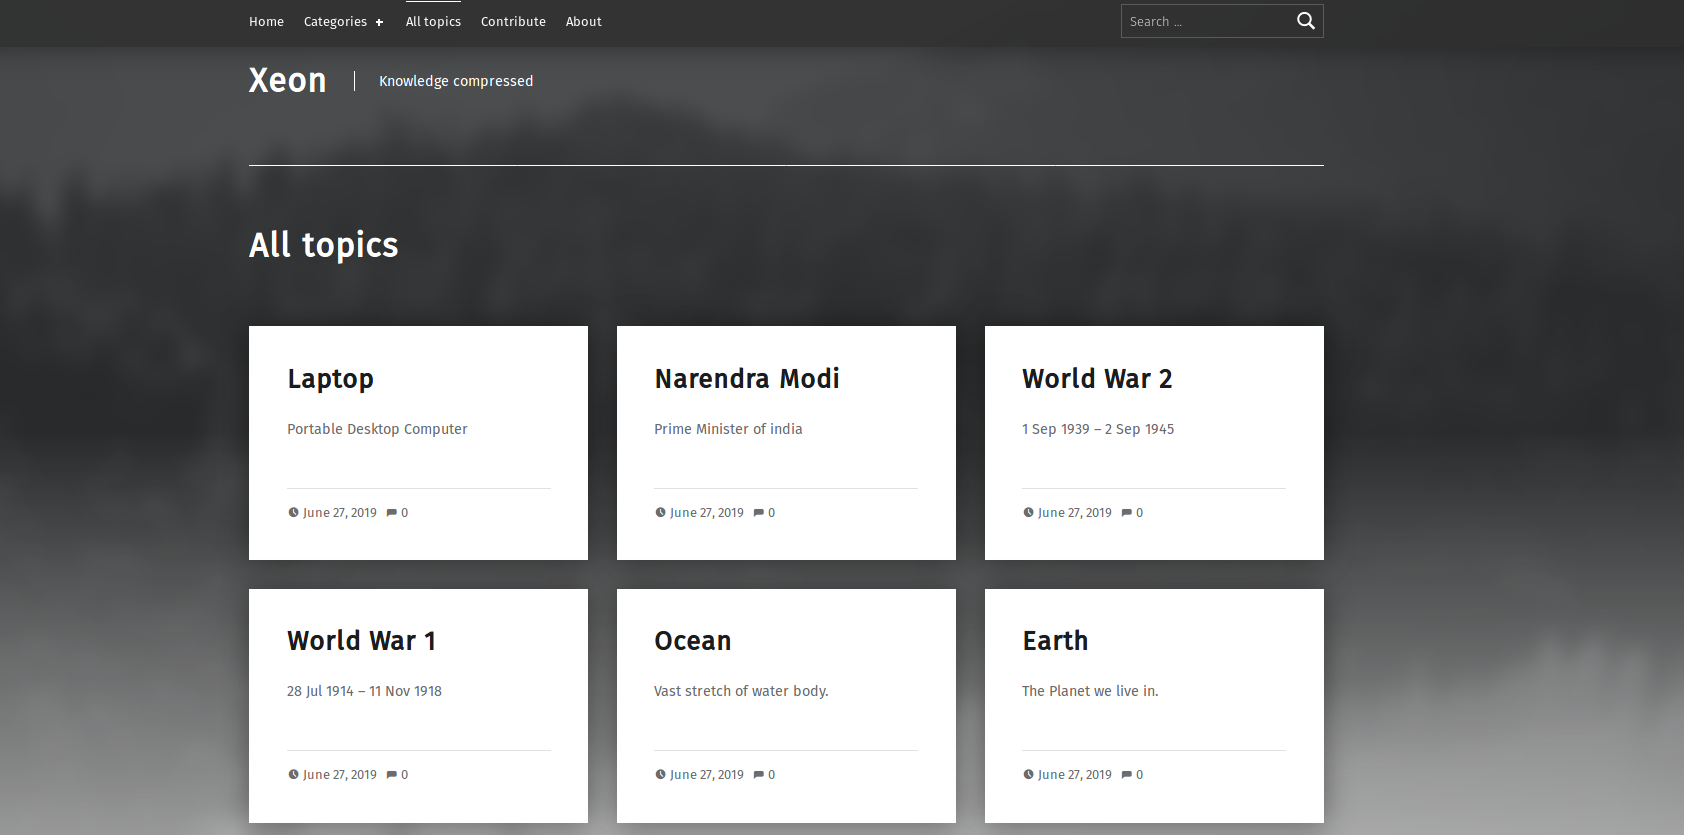 Home Categories + All topics Contribute About Search ...
Xeon Knowledge compressed
All topics
Laptop
Portable Desktop Computer
June 27, 2019 0
Narendra Modi
Prime Minister of india
June 27, 2019 0
World War 2
1 Sep 1939 – 2 Sep 1945
June 27, 2019 0
World War 1
28 Jul 1914 – 11 Nov 1918
June 27, 2019 0
Ocean
Vast stretch of water body.
June 27, 2019 0
Earth
The Planet we live in.
June 27, 2019 0